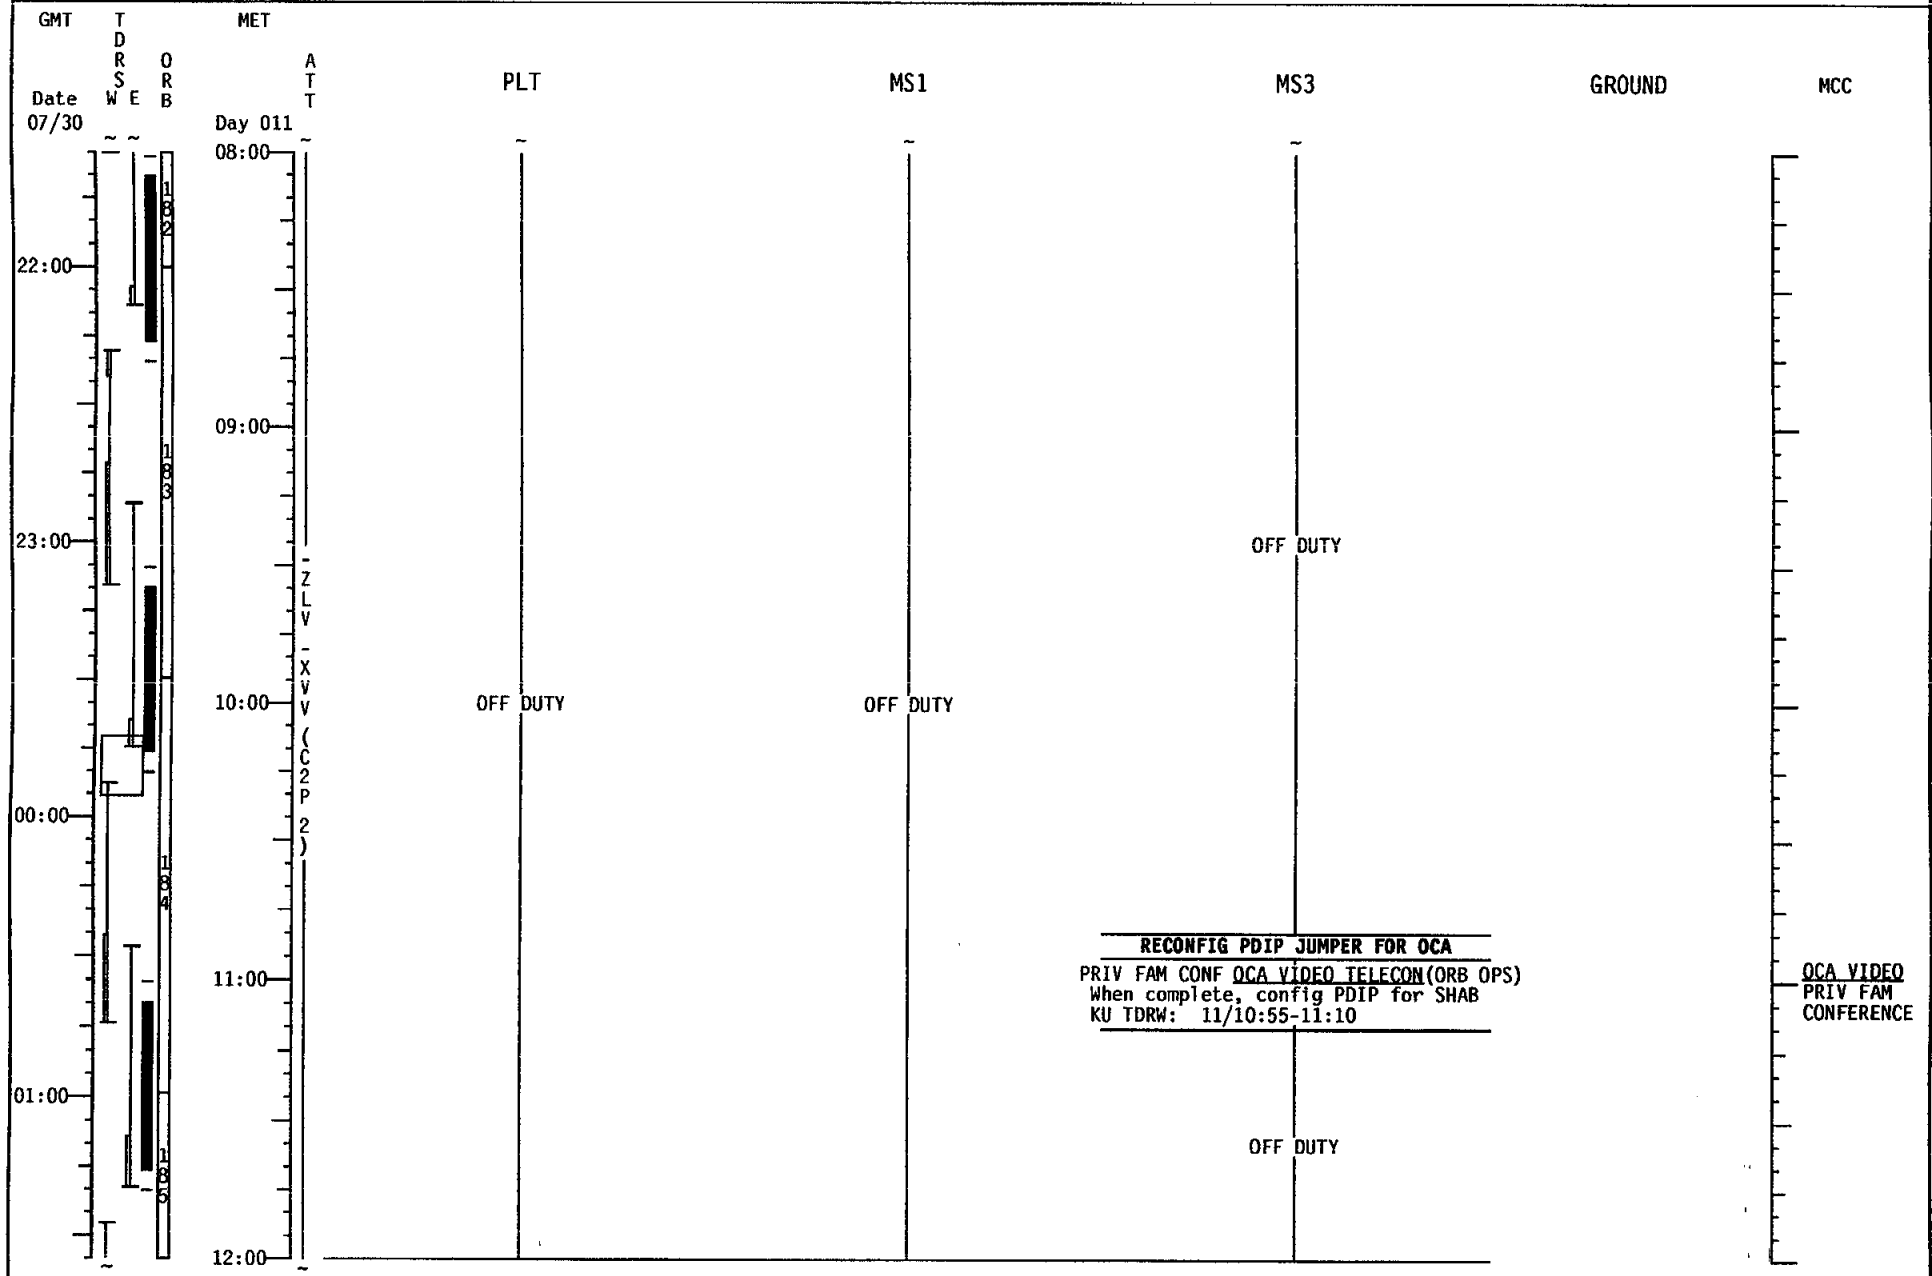 GMT
TDRS
W E
ORB
MET
ATT
PLT
MS1
MS3
GROUND
MCC
Date
07/30
Day 011
08:00
182
22:00
09:00
183
23:00
OFF DUTY
-ZLV -XVV (C2P 2)
10:00
OFF DUTY
OFF DUTY
00:00
184
RECONFIG PDIP JUMPER FOR OCA
11:00
PRIV FAM CONF OCA VIDEO TELECON(ORB OPS)
When complete, config PDIP for SHAB
KU TDRW: 11/10:55-11:10
OCA VIDEO
PRIV FAM
CONFERENCE
01:00
OFF DUTY
185
12:00